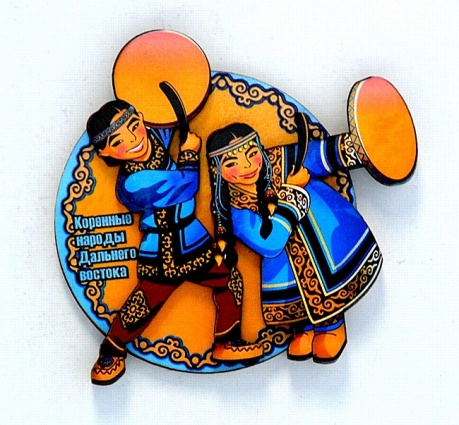 Коренные
народы
Дальнего
востока